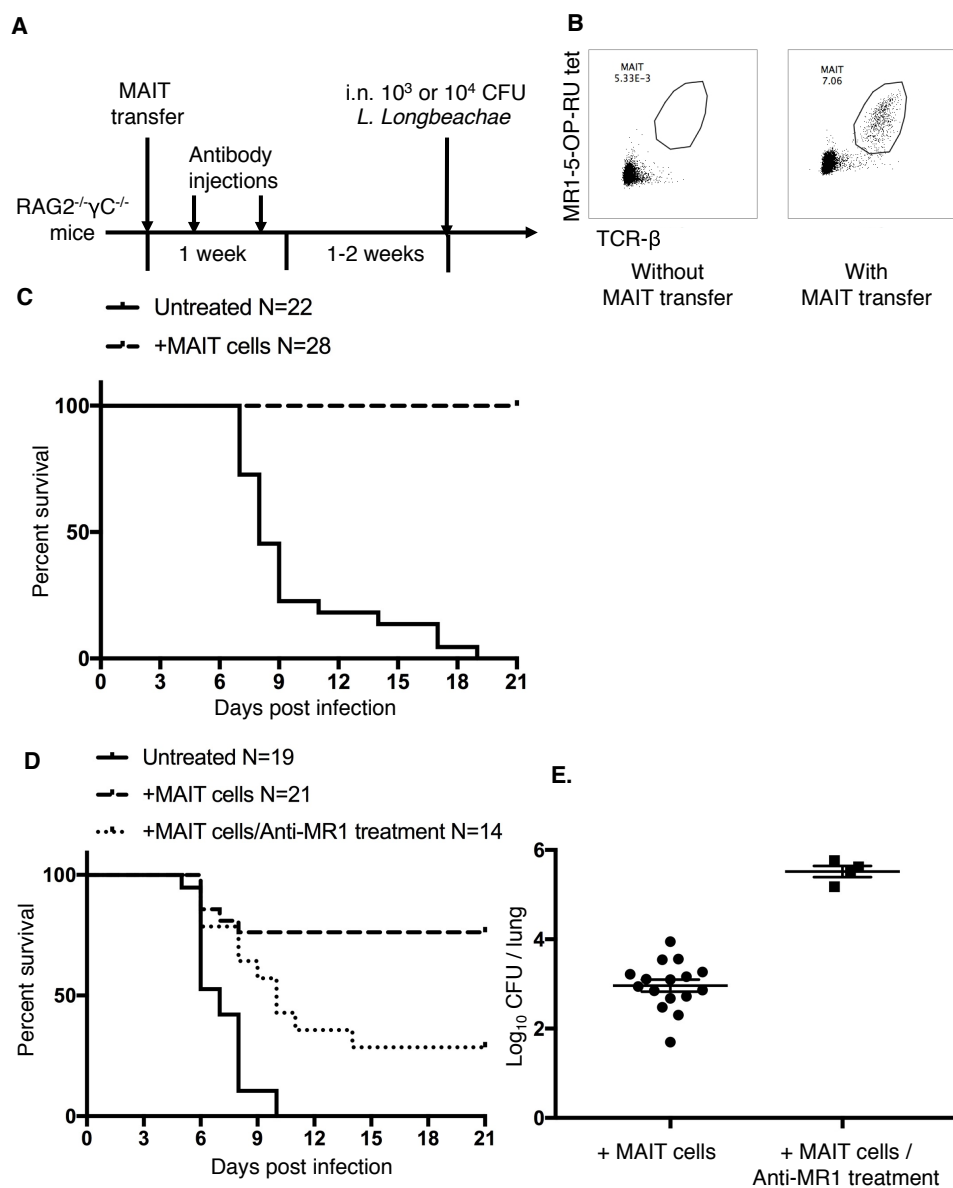 A
MAIT
transfer
Antibody
injections
i.n. 10³ or 10⁴ CFU
L. Longbeachae
RAG2⁻/⁻γC⁻/⁻
mice
1 week
1-2 weeks
B
MR1-5-OP-RU tet
MAIT
5.33E-3
MAIT
7.06
TCR-β
Without
MAIT transfer
With
MAIT transfer
C
Untreated N=22
+MAIT cells N=28
Percent survival
100
50
0
0 3 6 9 12 15 18 21
Days post infection
D
Untreated N=19
+MAIT cells N=21
+MAIT cells/Anti-MR1 treatment N=14
Percent survival
100
50
0
0 3 6 9 12 15 18 21
Days post infection
E.
Log₁₀ CFU / lung
6
4
2
0
+ MAIT cells
+ MAIT cells /
Anti-MR1 treatment